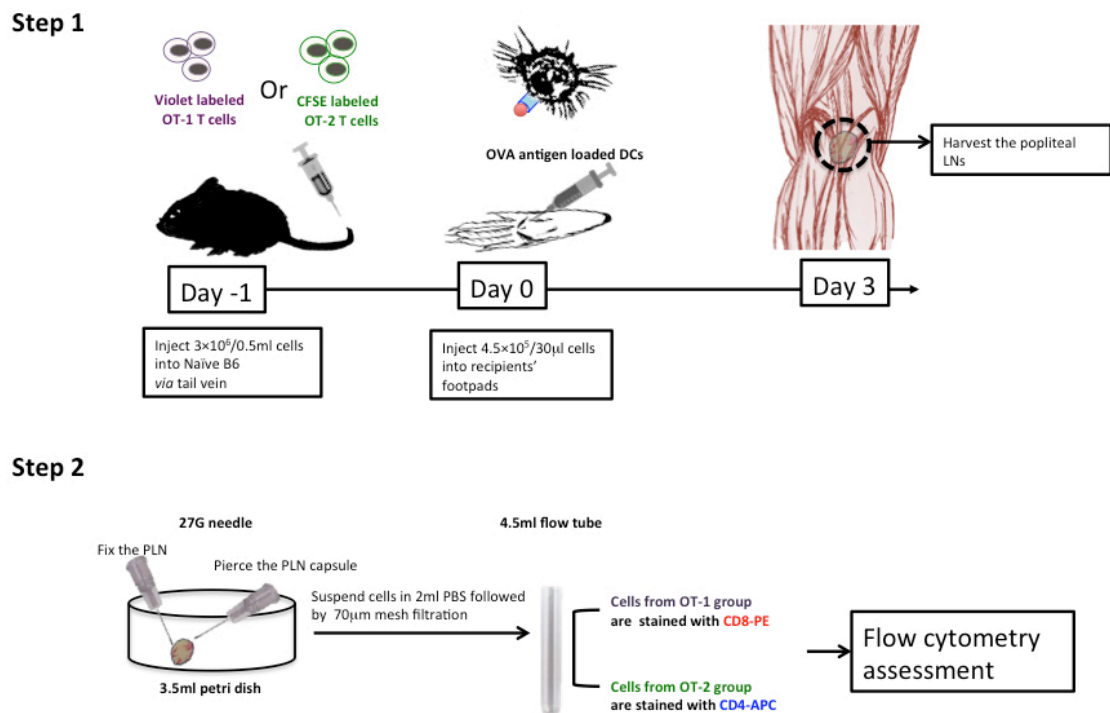 Step 1
Violet labeled
OT-1 T cells
Or
CFSE labeled
OT-2 T cells
OVA antigen loaded DCs
Harvest the popliteal
LNs
Day -1
Day 0
Day 3
Inject 3×10⁶/0.5ml cells
into Naïve B6
via tail vein
Inject 4.5×10⁵/30μl cells
into recipients’
footpads
Step 2
27G needle
4.5ml flow tube
Fix the PLN
Pierce the PLN capsule
Suspend cells in 2ml PBS followed
by 70μm mesh filtration
3.5ml petri dish
Cells from OT-1 group
are stained with CD8-PE
Cells from OT-2 group
are stained with CD4-APC
Flow cytometry
assessment